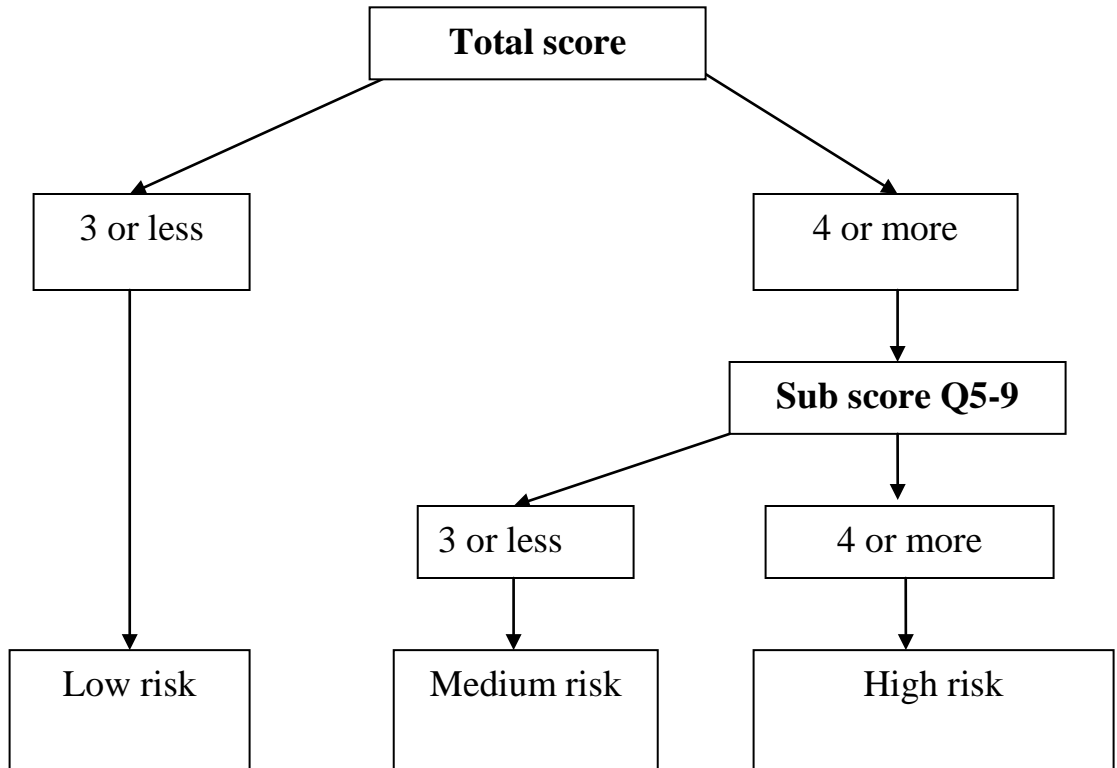 Total score
3 or less
4 or more
Sub score Q5-9
3 or less
4 or more
Low risk
Medium risk
High risk